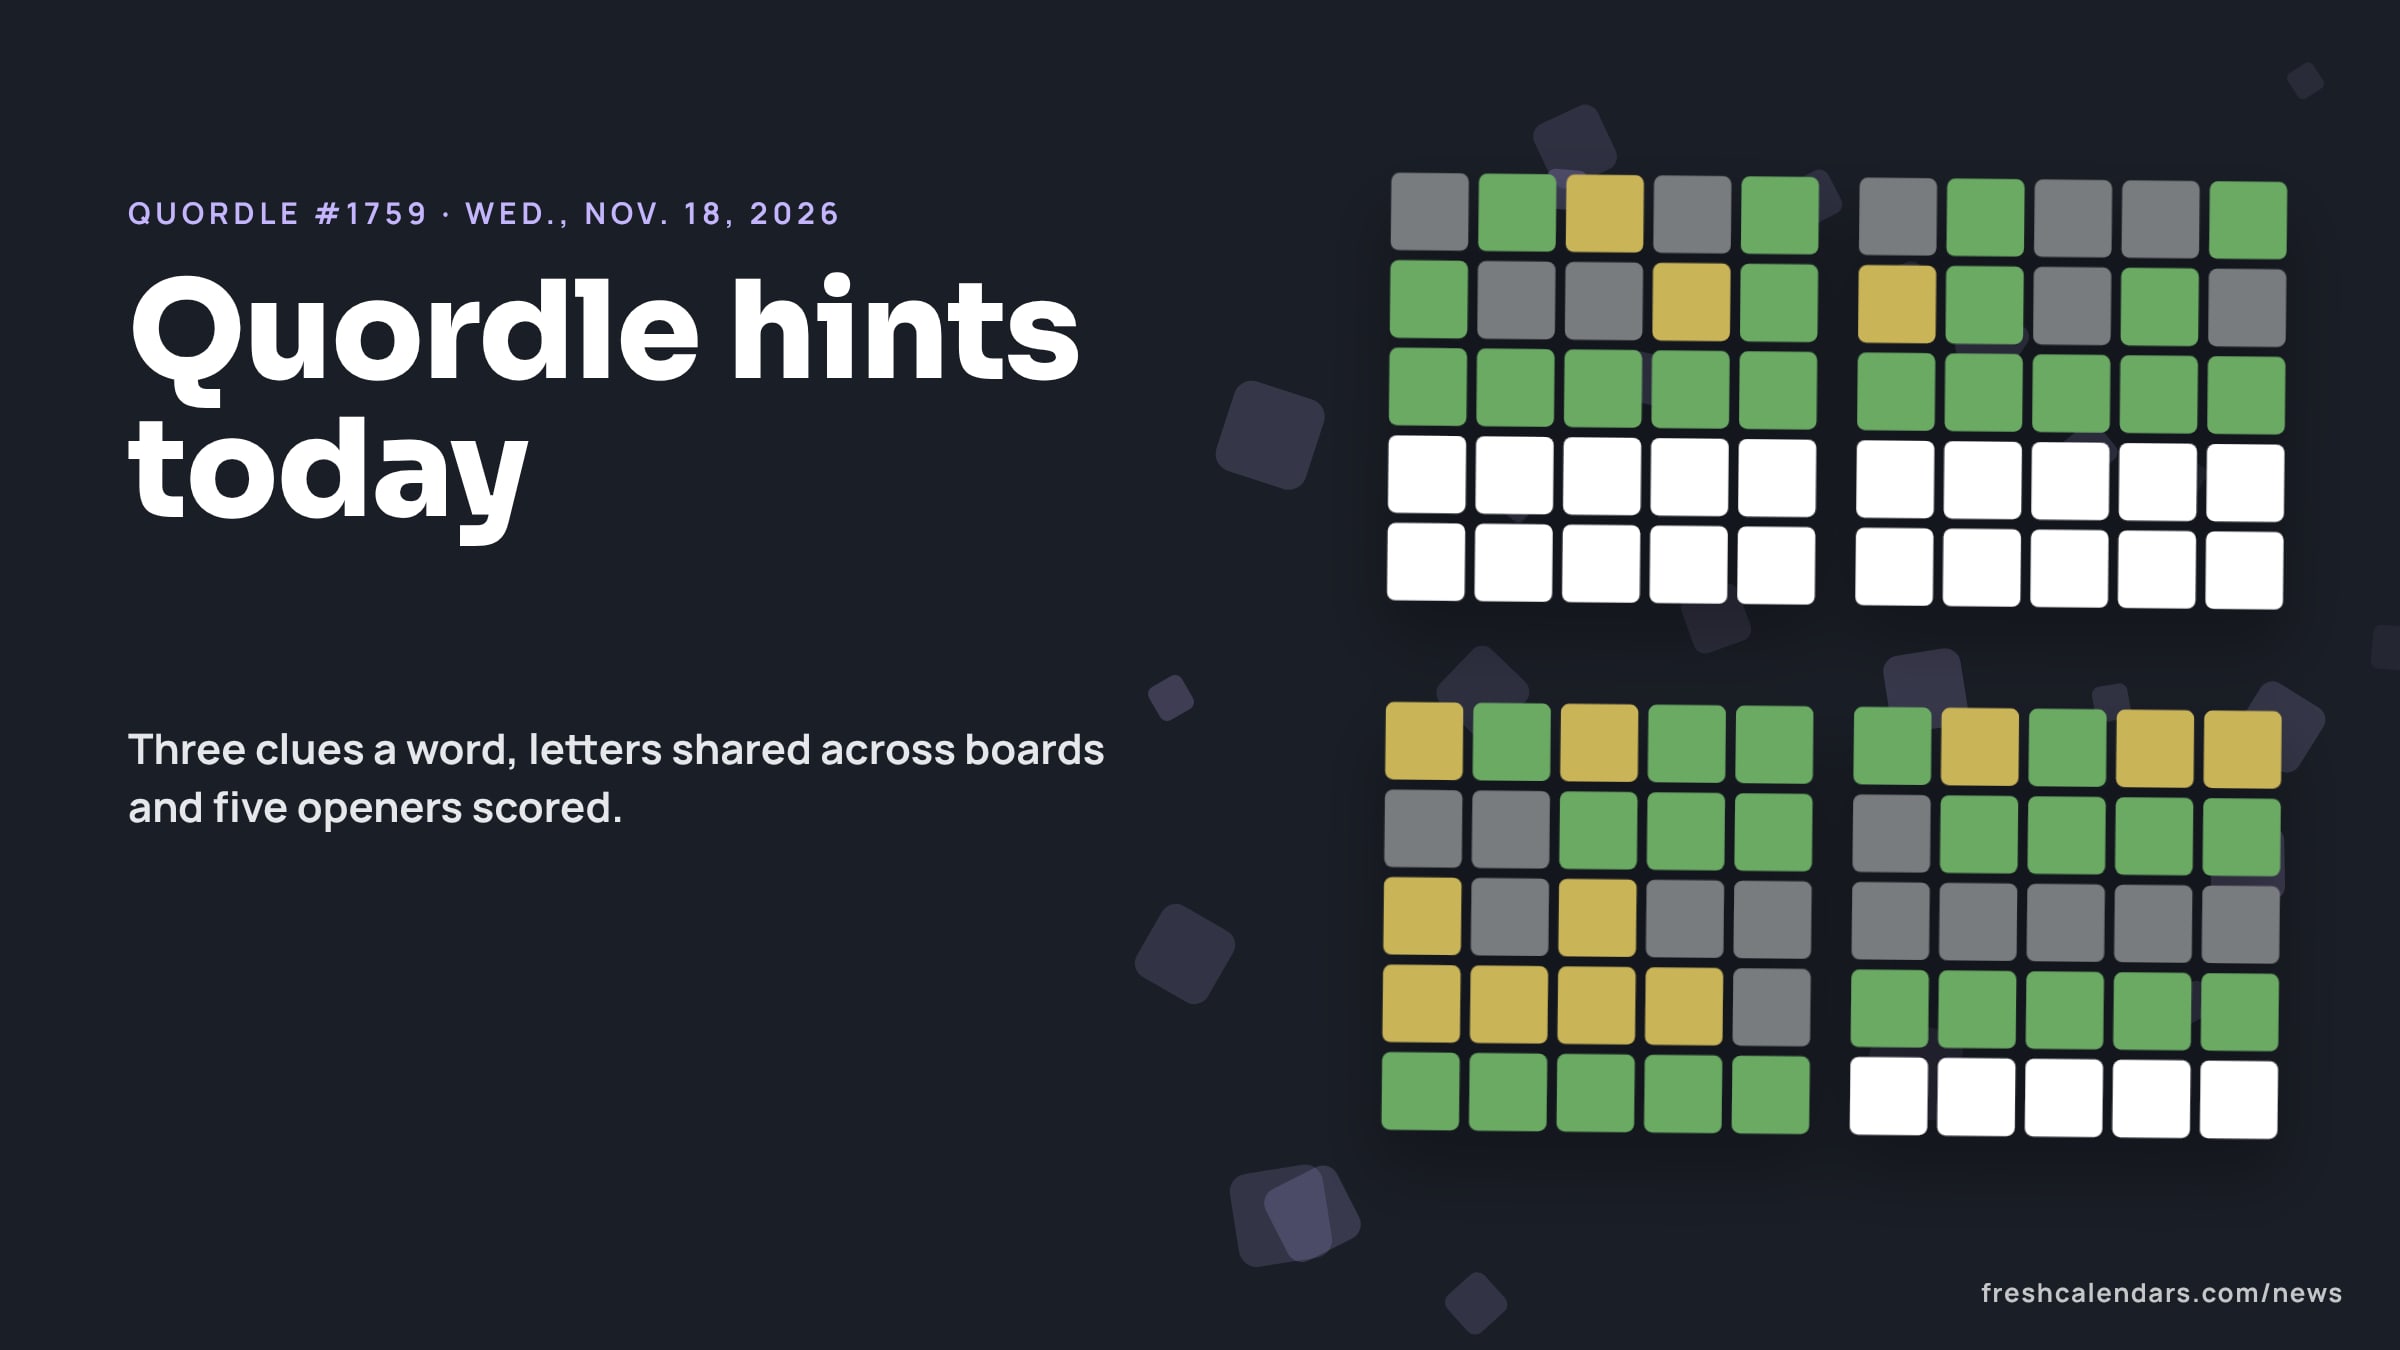 QUORDLE #1759 · WED., NOV. 18, 2026
Quordle hints
today
Three clues a word, letters shared across boards
and five openers scored.
freshcalendars.com/news